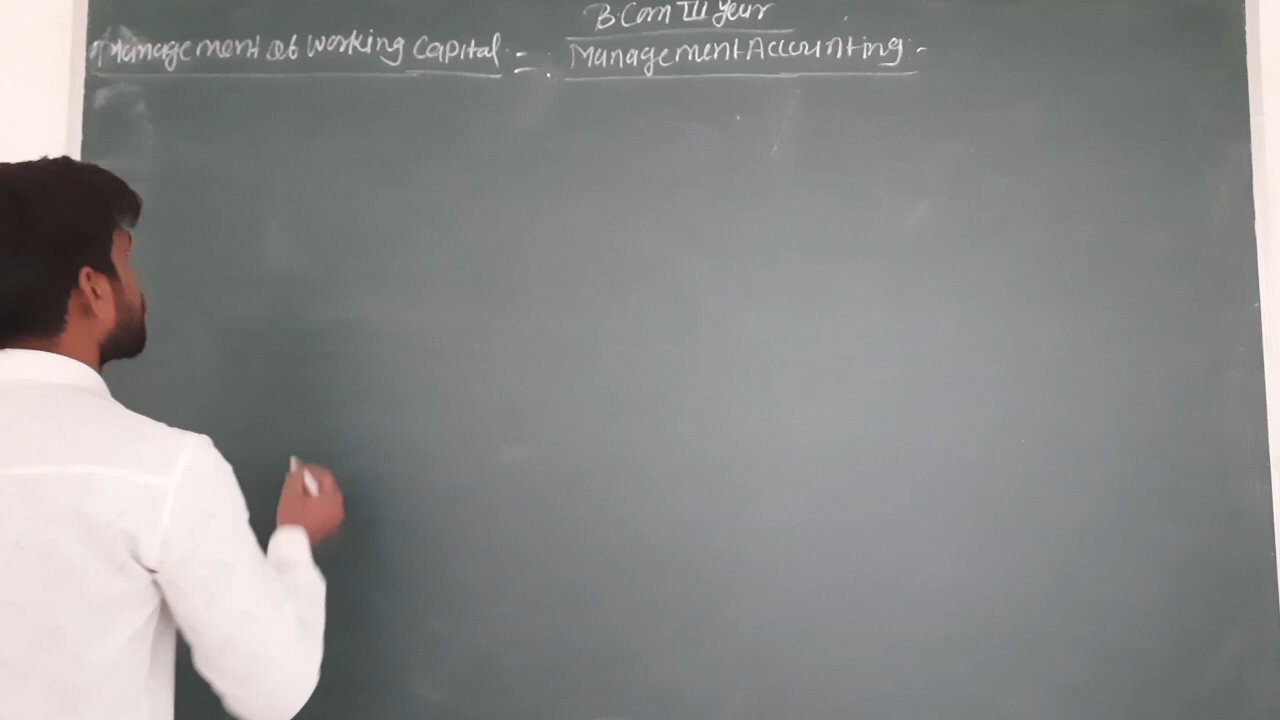 B.Com III Year
Management of Working Capital :- Management Accounting :-